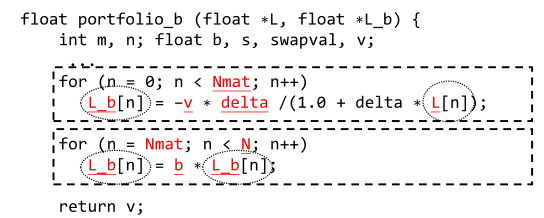 float portfolio_b (float *L, float *L_b) {
int m, n; float b, s, swapval, v;
...
for (n = 0; n < Nmat; n++)
L_b[n] = -v * delta /(1.0 + delta * L[n]);
for (n = Nmat; n < N; n++)
L_b[n] = b * L_b[n];
return v;